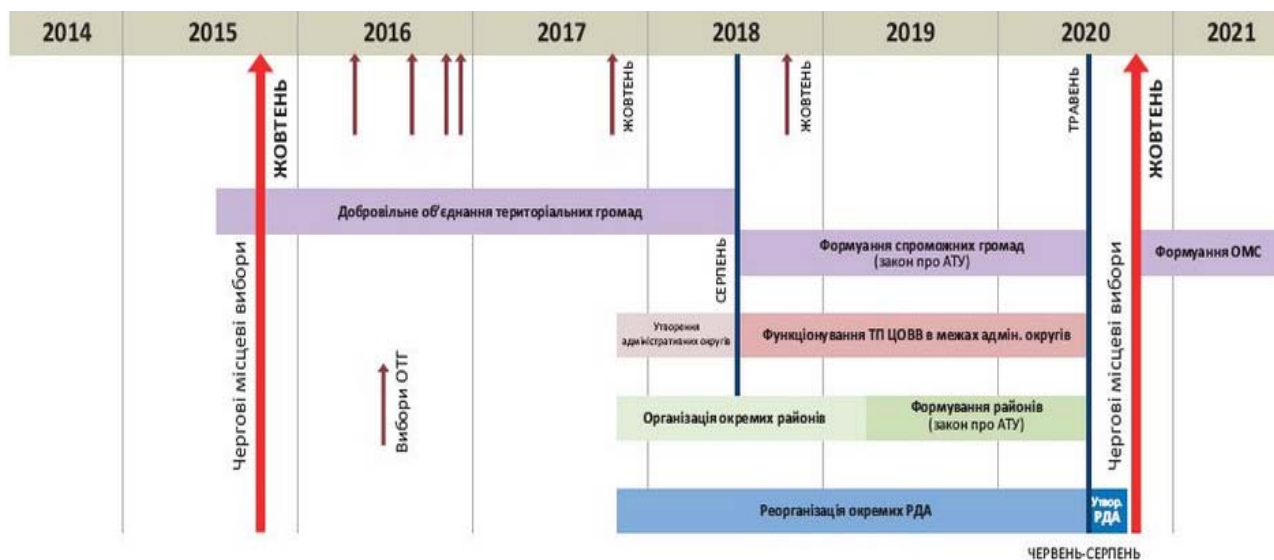 2014 2015 2016 2017 2018 2019 2020 2021
ЖОВТЕНЬ
ЖОВТЕНЬ
ЖОВТЕНЬ
ТРАВЕНЬ
ЖОВТЕНЬ
Добровільне об'єднання територіальних громад
Формуання спроможних громад
(закон про АТУ)
Формуання ОМС
СЕРПЕНЬ
Чергові місцеві вибори
Чергові місцеві вибори
Утворення
адміністративних округів
Функціонування ТП ЦОВВ в межах адмін. округів
Вибори ОТГ
Організація окремих районів
Формування районів
(закон про АТУ)
Реорганізація окремих РДА
Утвор.
РДА
ЧЕРВЕНЬ-СЕРПЕНЬ